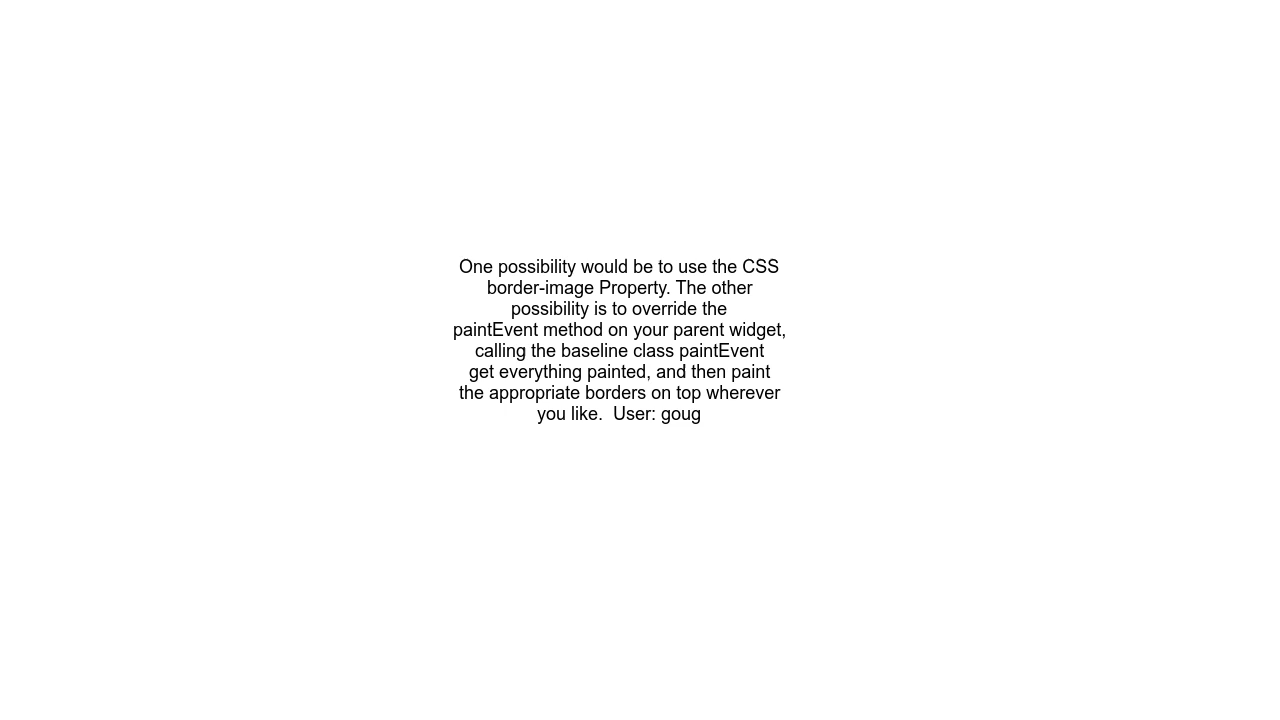 One possibility would be to use the CSS
border-image Property. The other
possibility is to override the
paintEvent method on your parent widget,
calling the baseline class paintEvent
get everything painted, and then paint
the appropriate borders on top wherever
you like.  User: goug